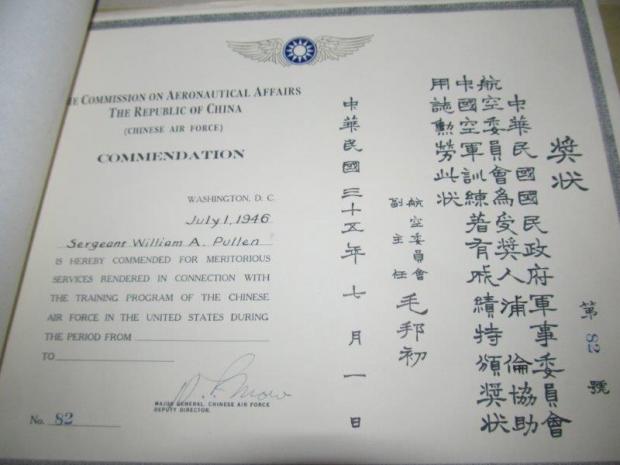 HE COMMISSION ON AERONAUTICAL AFFAIRS
THE REPUBLIC OF CHINA
(CHINESE AIR FORCE)
COMMENDATION
WASHINGTON, D. C.
July 1, 1946
Sergeant William A. Pullen
IS HEREBY COMMENDED FOR MERITORIOUS
SERVICES RENDERED IN CONNECTION WITH
THE TRAINING PROGRAM OF THE CHINESE
AIR FORCE IN THE UNITED STATES DURING
THE PERIOD FROM
TO
MAJOR GENERAL, CHINESE AIR FORCE
DEPUTY DIRECTOR.
No. 82
第82號
獎狀
中華民國國民政府軍事委員會
航空委員會為受獎人浦倫協助
中國空軍訓練著有成績特頒獎狀
用誌勳勞此狀
航空委員會
副主任 毛邦初
中華民國三十五年七月一日